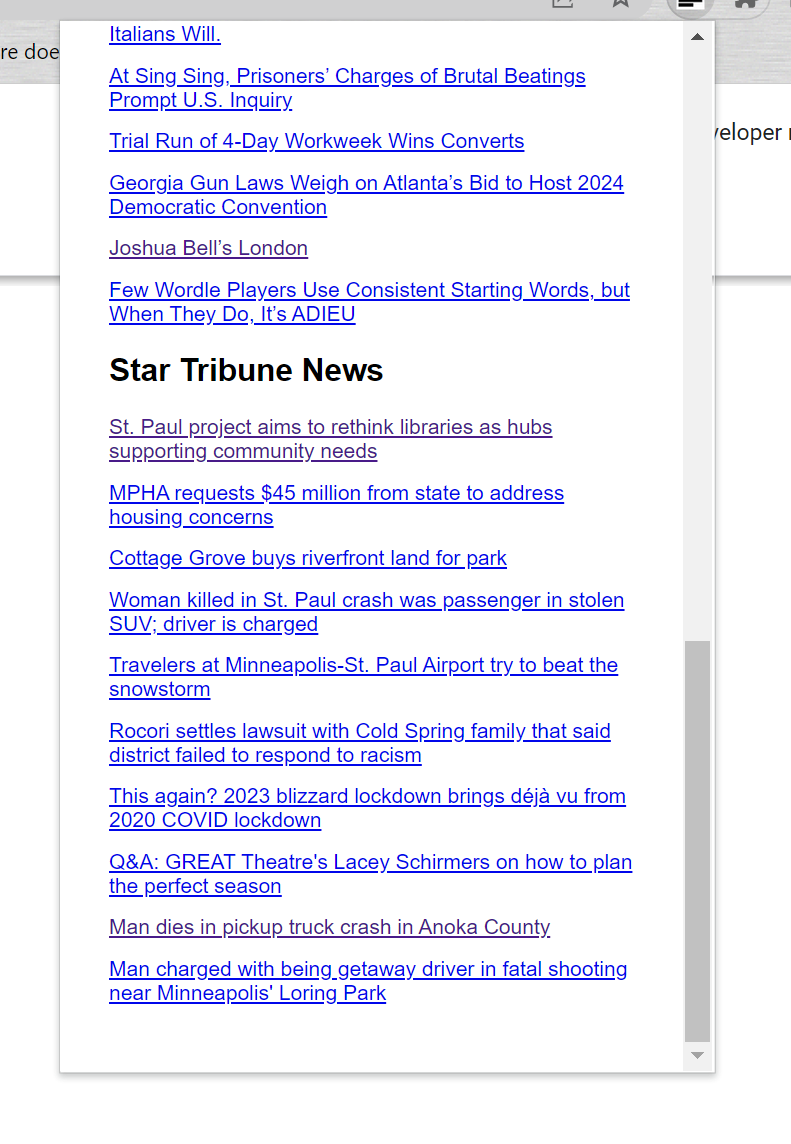 re doe
Italians Will.
At Sing Sing, Prisoners’ Charges of Brutal Beatings
Prompt U.S. Inquiry
Trial Run of 4-Day Workweek Wins Converts
veloper
Georgia Gun Laws Weigh on Atlanta’s Bid to Host 2024
Democratic Convention
Joshua Bell’s London
Few Wordle Players Use Consistent Starting Words, but
When They Do, It’s ADIEU
Star Tribune News
St. Paul project aims to rethink libraries as hubs
supporting community needs
MPHA requests $45 million from state to address
housing concerns
Cottage Grove buys riverfront land for park
Woman killed in St. Paul crash was passenger in stolen
SUV; driver is charged
Travelers at Minneapolis-St. Paul Airport try to beat the
snowstorm
Rocori settles lawsuit with Cold Spring family that said
district failed to respond to racism
This again? 2023 blizzard lockdown brings déjà vu from
2020 COVID lockdown
Q&A: GREAT Theatre's Lacey Schirmers on how to plan
the perfect season
Man dies in pickup truck crash in Anoka County
Man charged with being getaway driver in fatal shooting
near Minneapolis' Loring Park